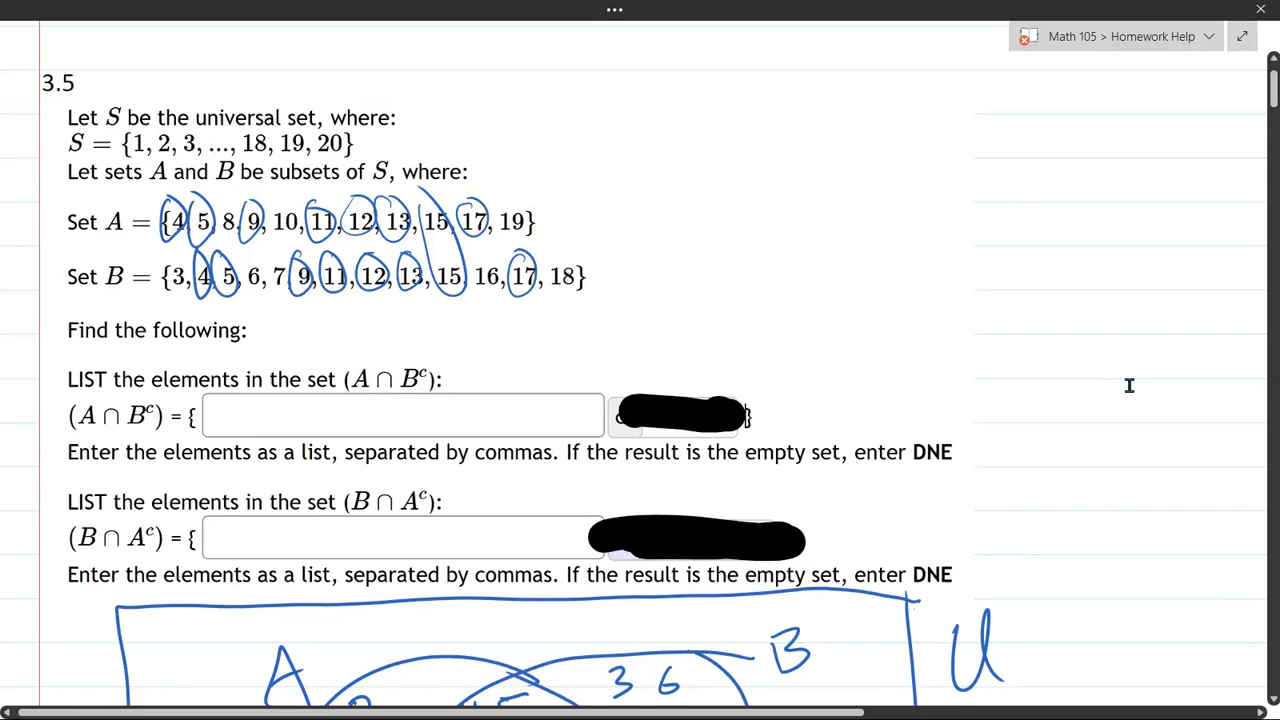 Math 105 > Homework Help
3.5
Let S be the universal set, where:
S = {1, 2, 3, ..., 18, 19, 20}
Let sets A and B be subsets of S, where:
Set A = {4, 5, 8, 9, 10, 11, 12, 13, 15, 17, 19}
Set B = {3, 4, 5, 6, 7, 9, 11, 12, 13, 15, 16, 17, 18}
Find the following:
LIST the elements in the set (A ∩ Bᶜ):
(A ∩ Bᶜ) = { }
Enter the elements as a list, separated by commas. If the result is the empty set, enter DNE
LIST the elements in the set (B ∩ Aᶜ):
(B ∩ Aᶜ) = {
Enter the elements as a list, separated by commas. If the result is the empty set, enter DNE
A B U
3 6